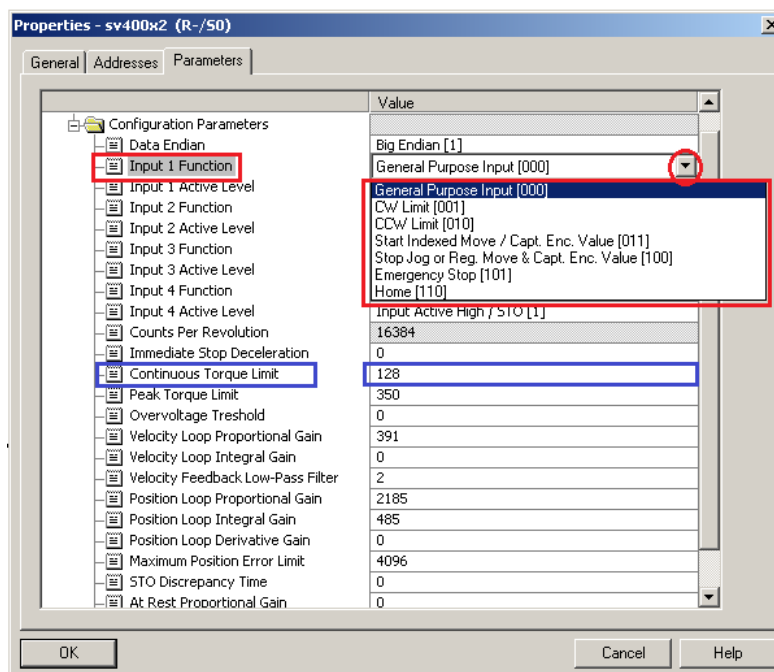 Properties - sv400x2 (R-/S0)
General Addresses Parameters
Value
Configuration Parameters
Data Endian Big Endian [1]
Input 1 Function General Purpose Input [000]
Input 1 Active Level General Purpose Input [000]
Input 2 Function CW Limit [001]
Input 2 Active Level CCW Limit [010]
Input 3 Function Start Indexed Move / Capt. Enc. Value [011]
Input 3 Active Level Stop Jog or Reg. Move & Capt. Enc. Value [100]
Emergency Stop [101]
Input 4 Function Home [110]
Input 4 Active Level Input Active High / STO [1]
Counts Per Revolution 16384
Immediate Stop Deceleration 0
Continuous Torque Limit 128
Peak Torque Limit 350
Overvoltage Treshold 0
Velocity Loop Proportional Gain 391
Velocity Loop Integral Gain 0
Velocity Feedback Low-Pass Filter 2
Position Loop Proportional Gain 2185
Position Loop Integral Gain 485
Position Loop Derivative Gain 0
Maximum Position Error Limit 4096
STO Discrepancy Time 0
At Rest Proportional Gain 0
OK Cancel Help